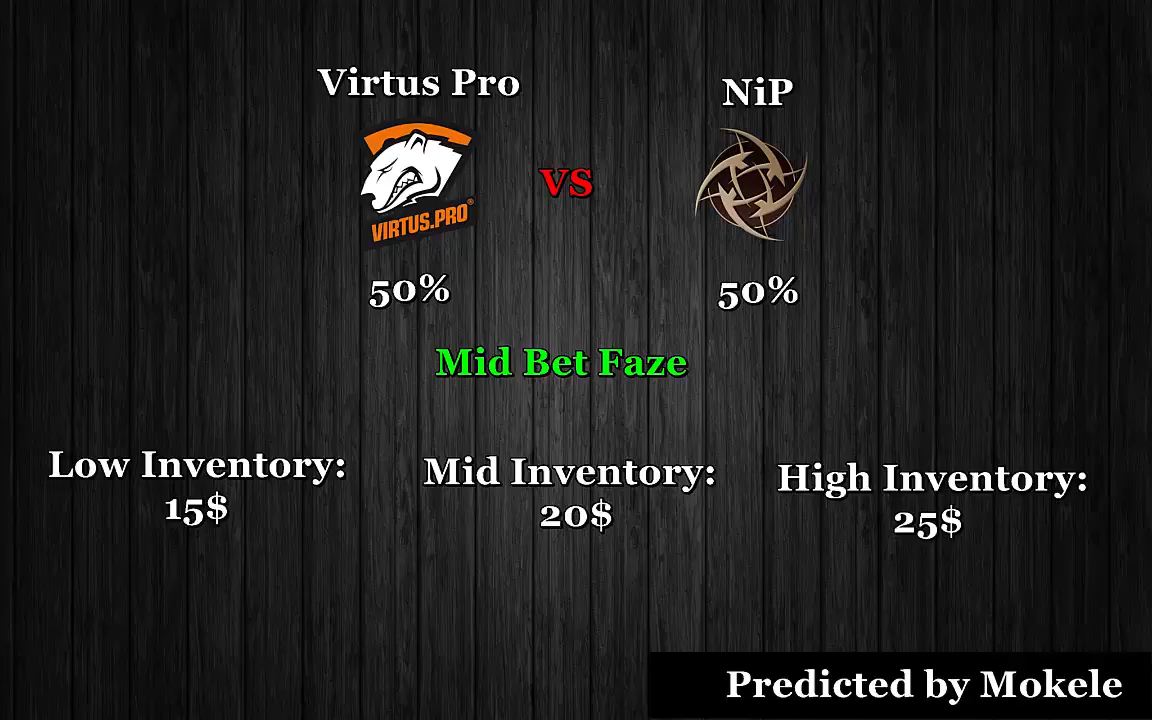 Virtus Pro
NiP
VIRTUS.PRO®
VS
50%
50%
Mid Bet Faze
Low Inventory:
15$
Mid Inventory:
20$
High Inventory:
25$
Predicted by Mokele